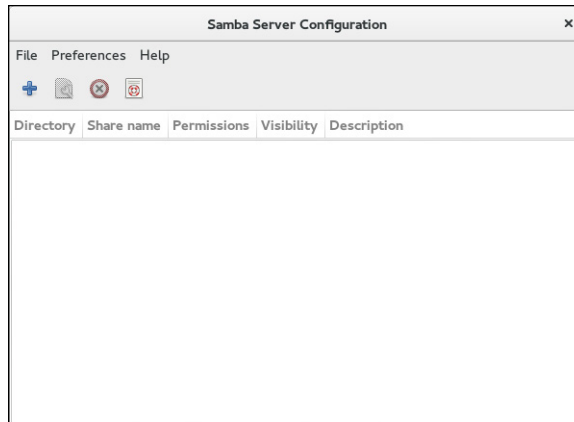 Samba Server Configuration
File Preferences Help
Directory Share name Permissions Visibility Description